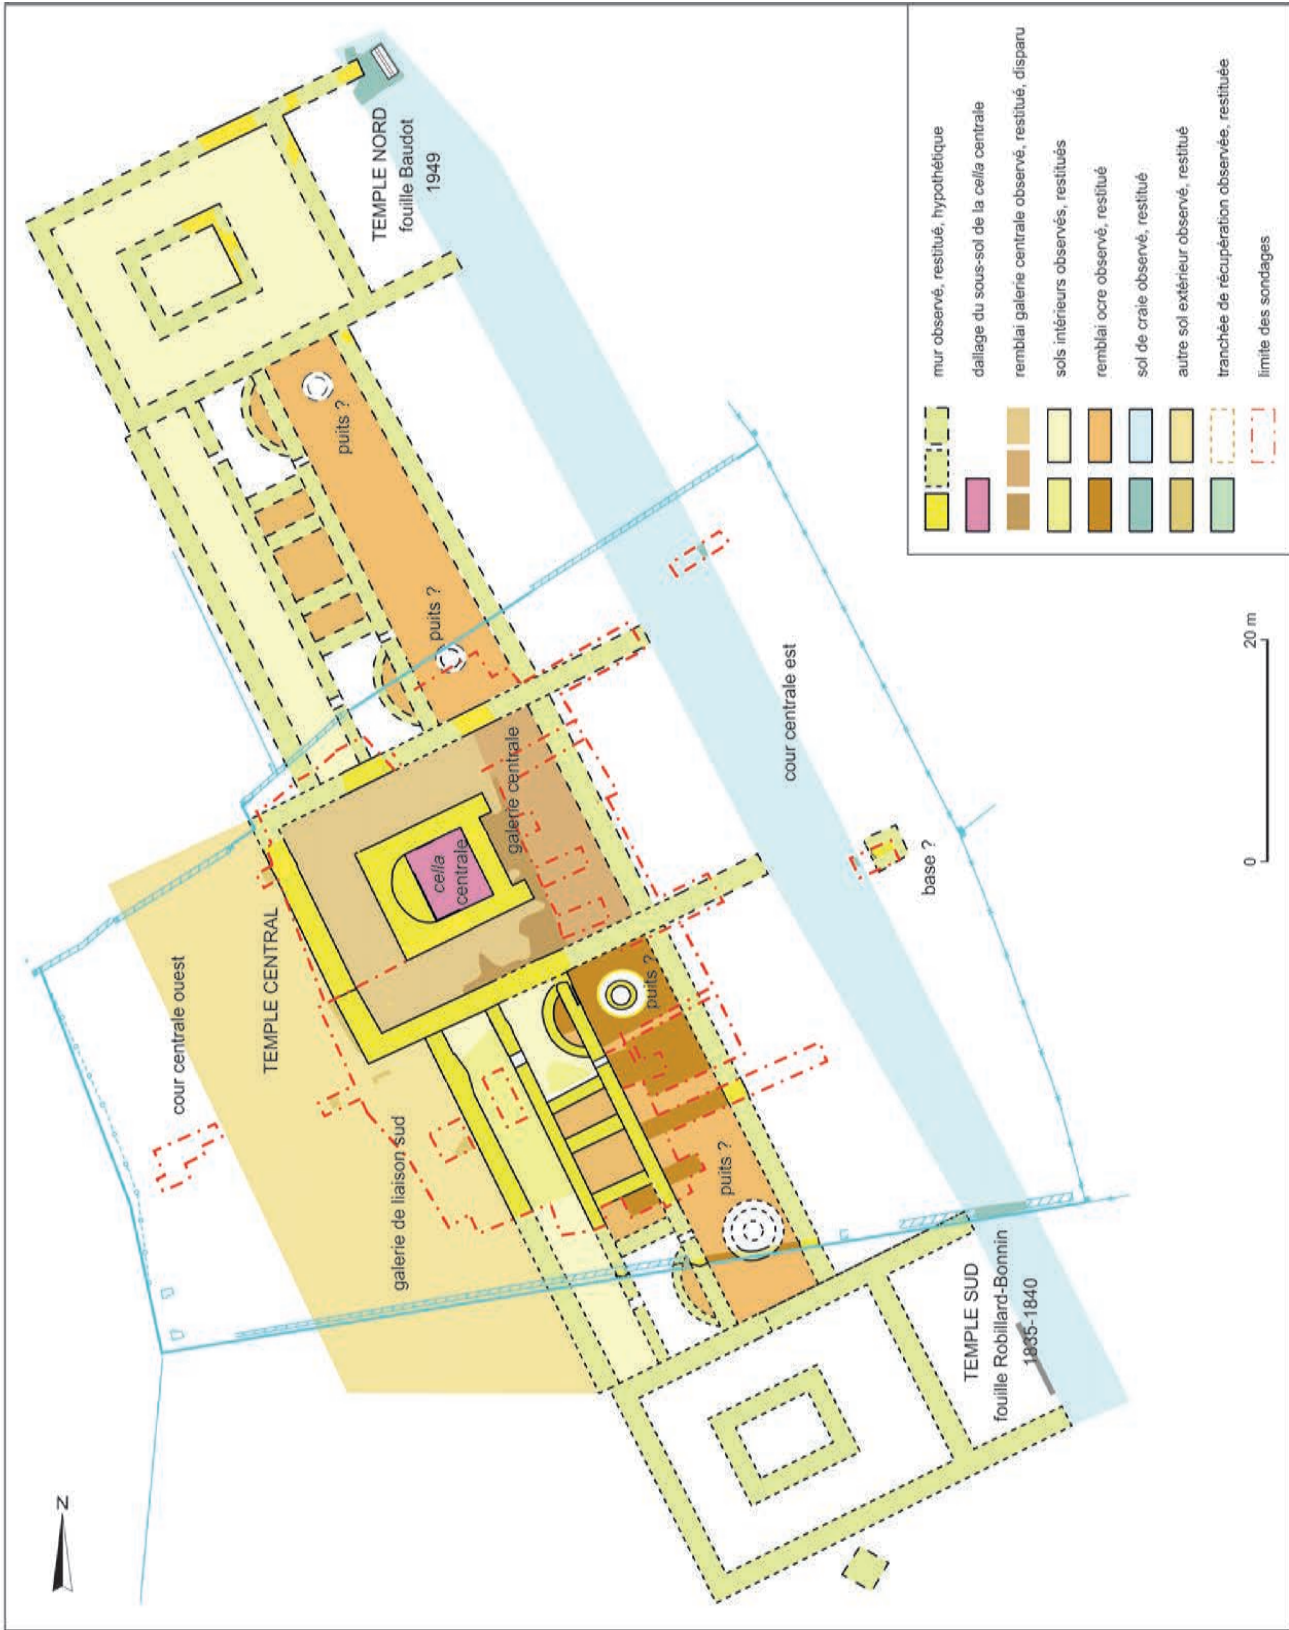 N
TEMPLE NORD
fouille Baudot
1949
puits ?
puits ?
galerie centrale
cella
centrale
TEMPLE CENTRAL
cour centrale ouest
cour centrale est
base ?
puits ?
galerie de liaison sud
puits ?
TEMPLE SUD
fouille Robillard-Bonnin
1835-1840
0 20 m
mur observé, restitué, hypothétique
dallage du sous-sol de la cella centrale
remblai galerie centrale observé, restitué, disparu
sols intérieurs observés, restitués
remblai ocre observé, restitué
sol de craie observé, restitué
autre sol extérieur observé, restitué
tranchée de récupération observée, restituée
limite des sondages